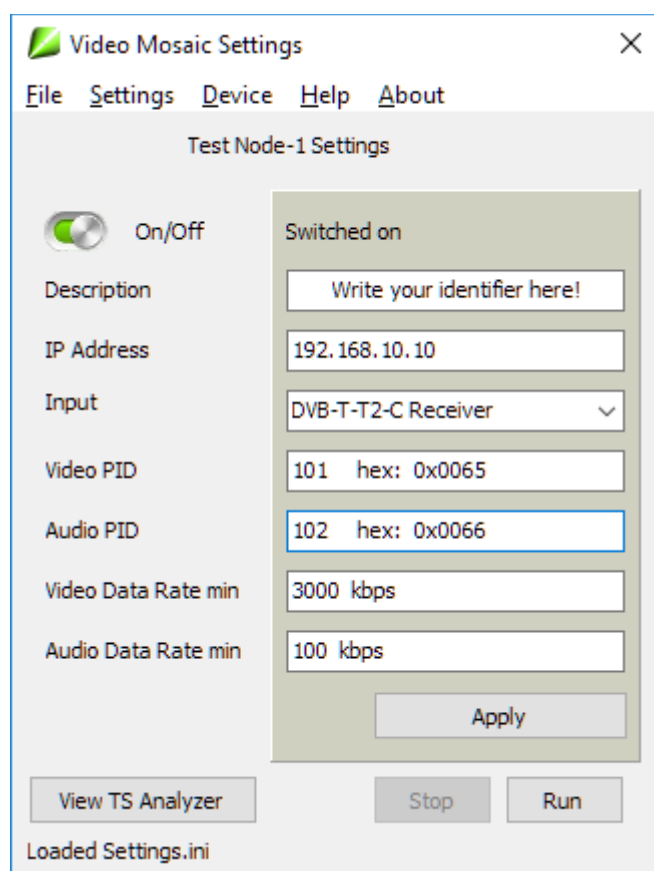 Video Mosaic Settings
File Settings Device Help About
Test Node-1 Settings
On/Off Switched on
Description Write your identifier here!
IP Address 192.168.10.10
Input DVB-T-T2-C Receiver
Video PID 101 hex: 0x0065
Audio PID 102 hex: 0x0066
Video Data Rate min 3000 kbps
Audio Data Rate min 100 kbps
Apply
View TS Analyzer Stop Run
Loaded Settings.ini